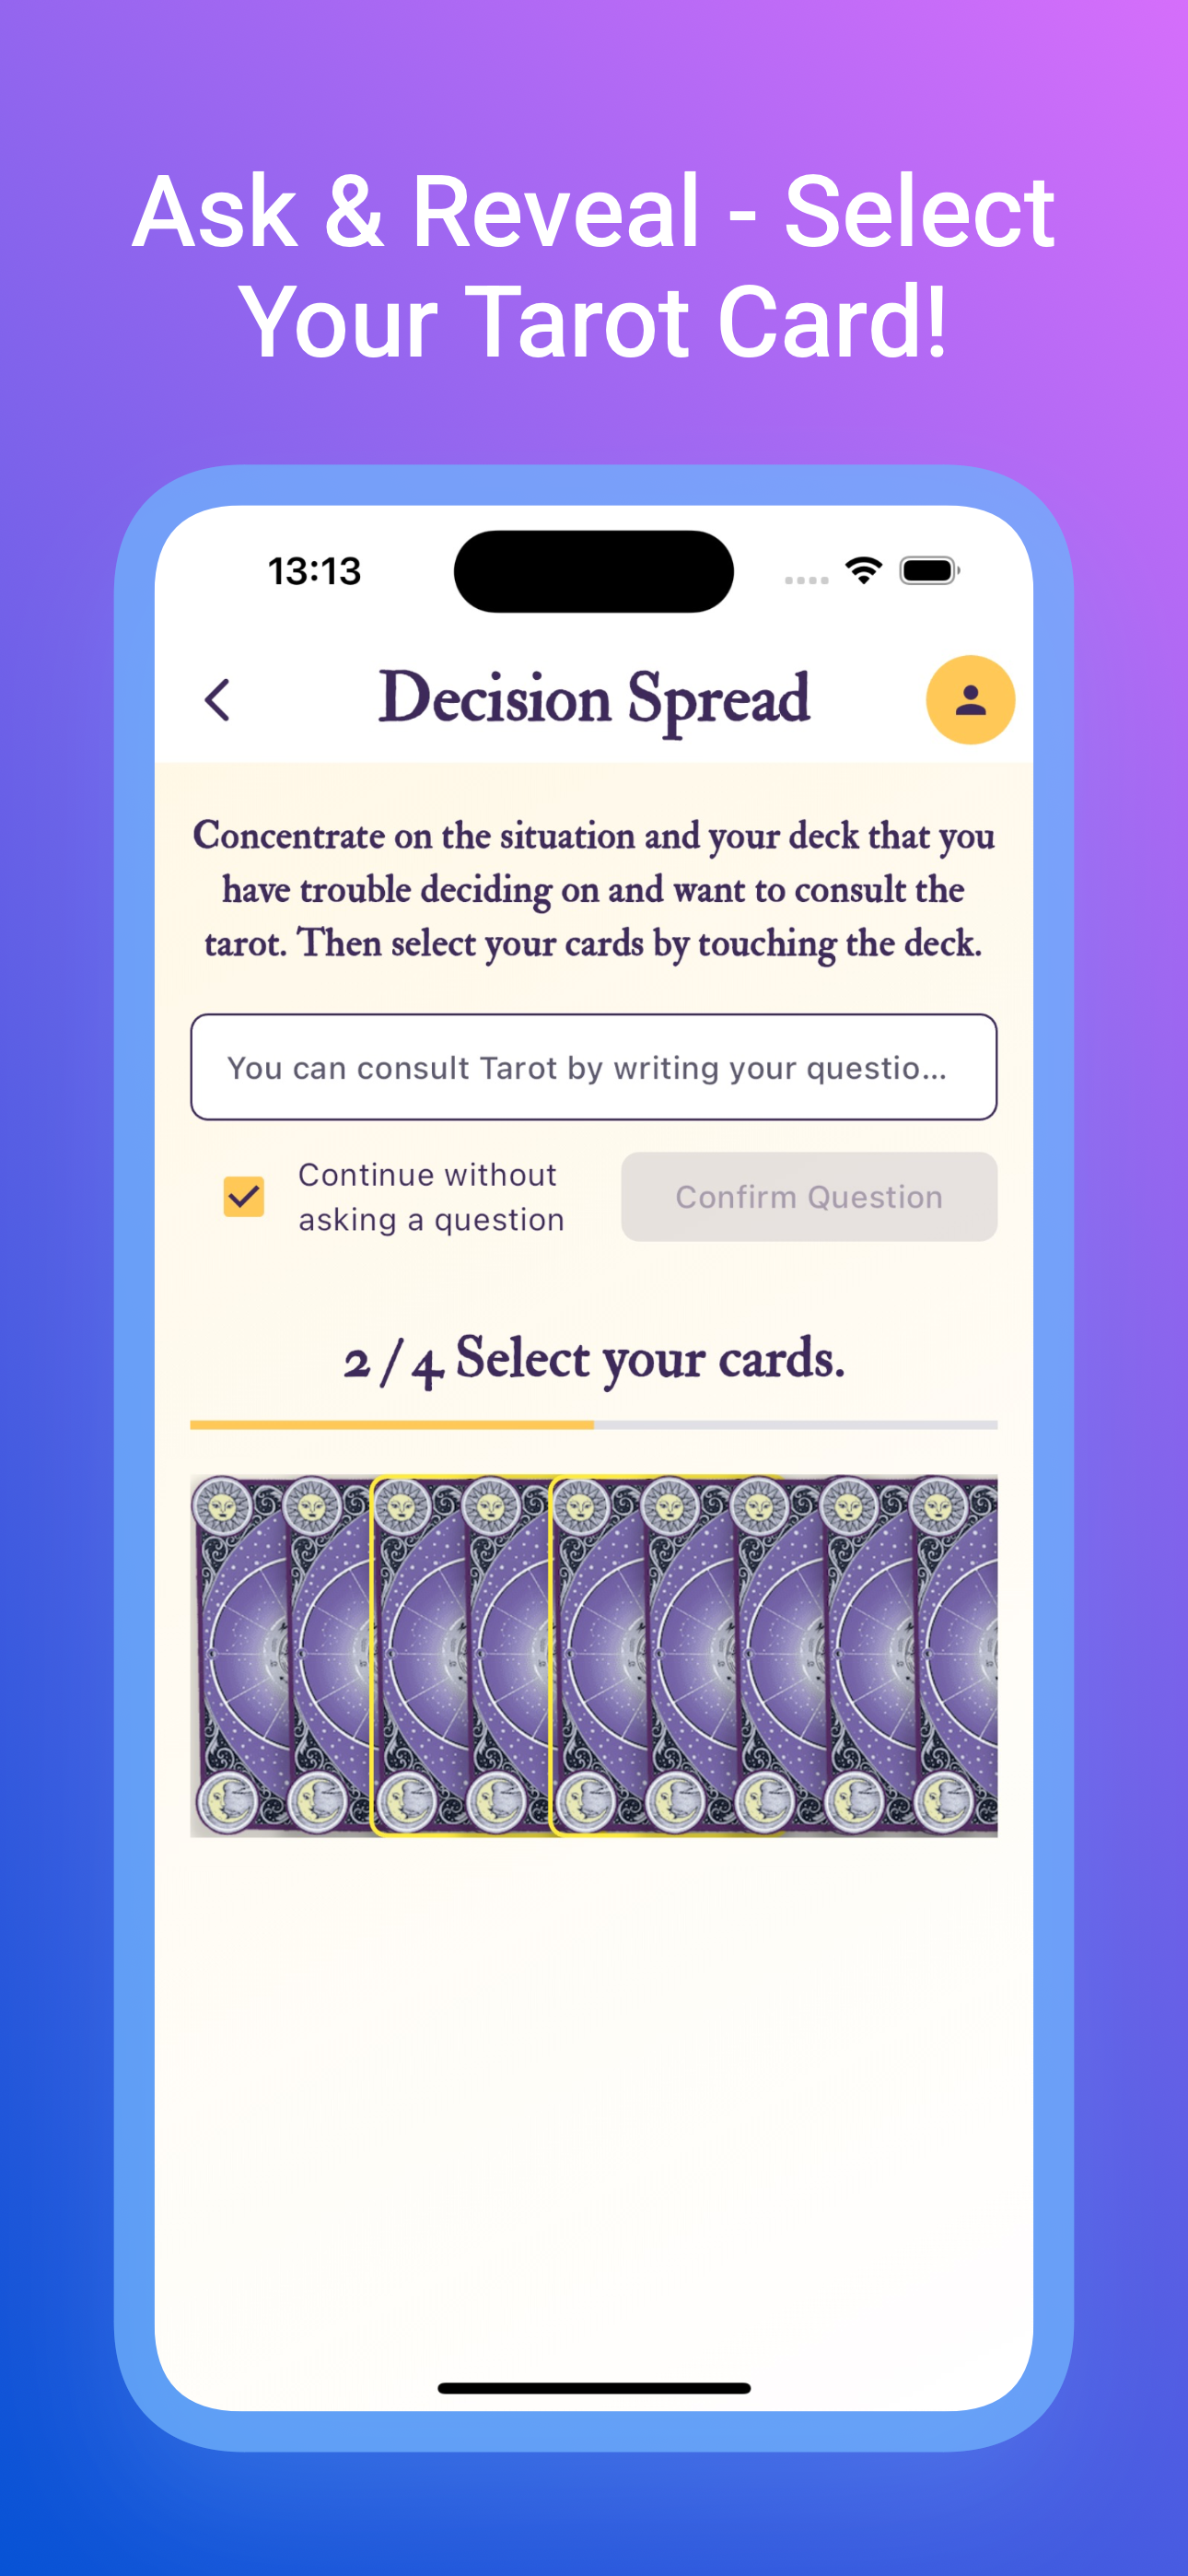 Ask & Reveal - Select
Your Tarot Card!
13:13
Decision Spread
Concentrate on the situation and your deck that you
have trouble deciding on and want to consult the
tarot. Then select your cards by touching the deck.
You can consult Tarot by writing your questio...
Continue without
asking a question
Confirm Question
2 / 4 Select your cards.